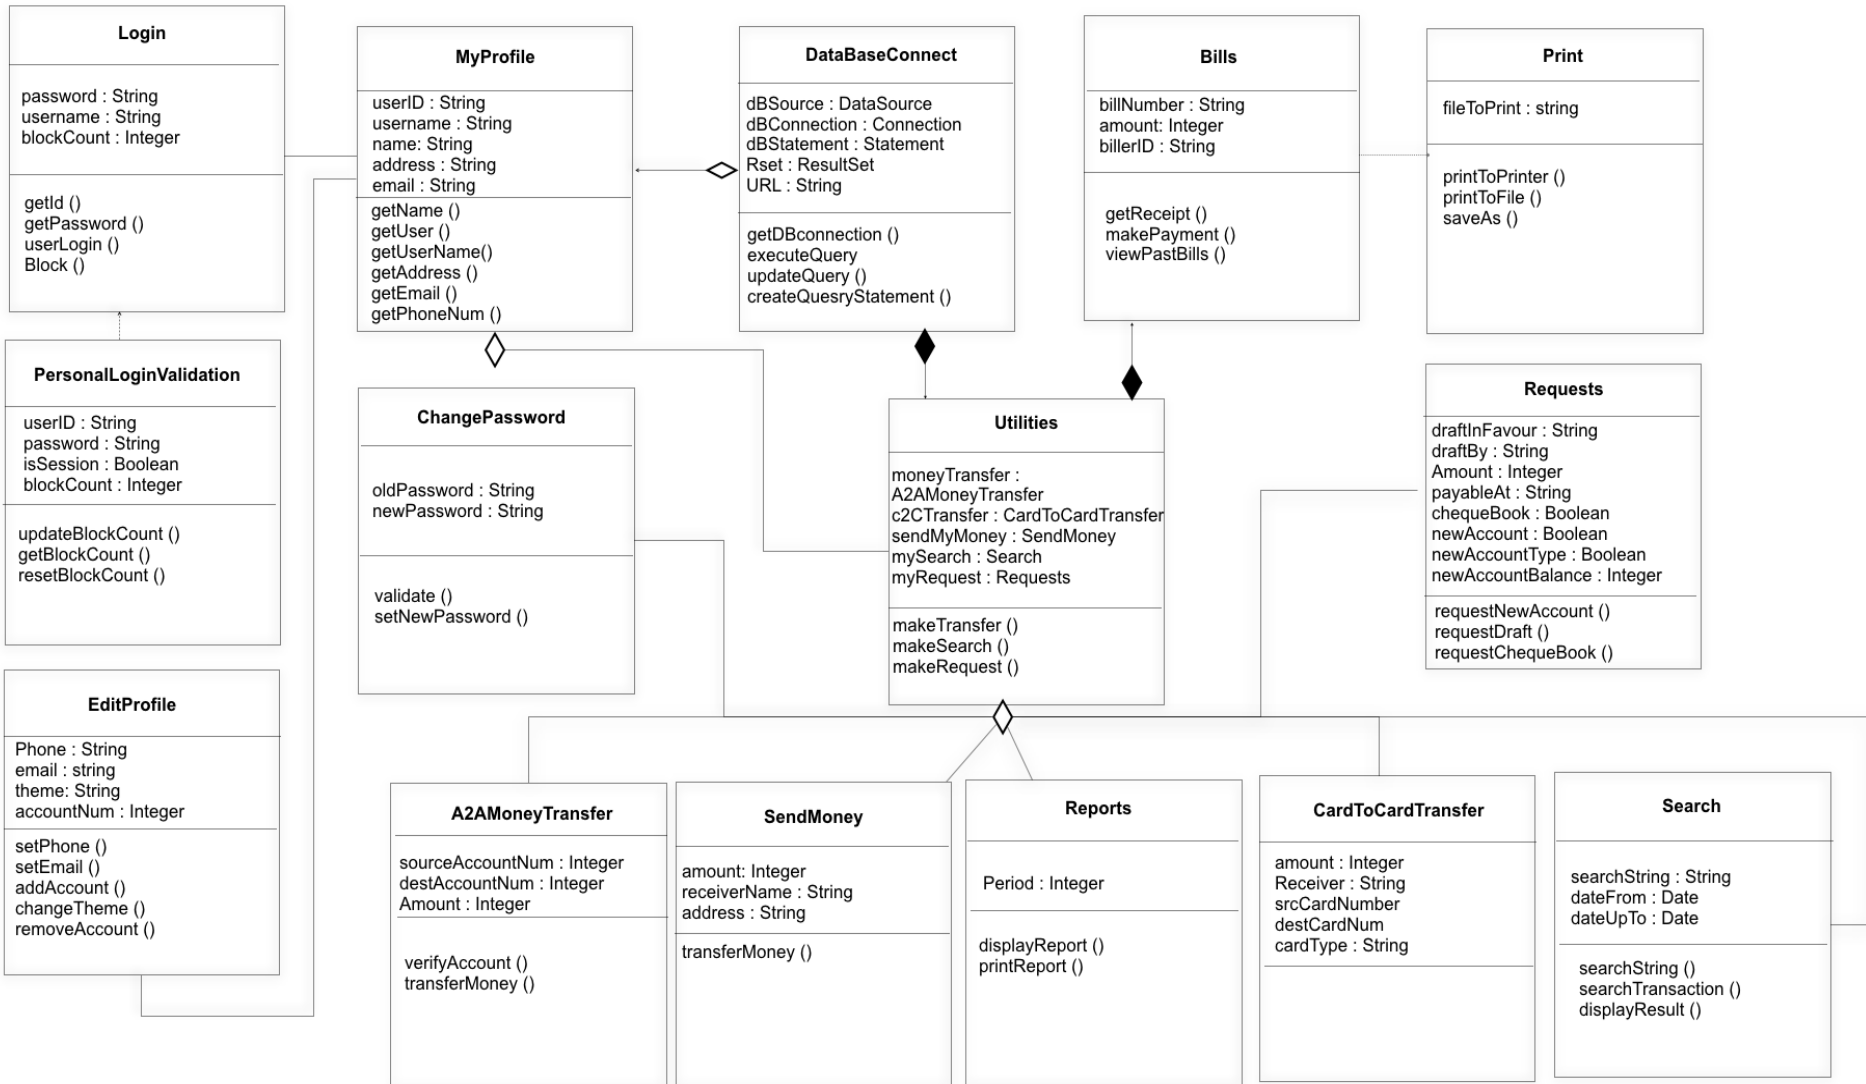 Login
password : String
username : String
blockCount : Integer
getId ()
getPassword ()
userLogin ()
Block ()
MyProfile
userID : String
username : String
name: String
address : String
email : String
getName ()
getUser ()
getUserName()
getAddress ()
getEmail ()
getPhoneNum ()
DataBaseConnect
dBSource : DataSource
dBConnection : Connection
dBStatement : Statement
Rset : ResultSet
URL : String
getDBconnection ()
executeQuery
updateQuery ()
createQuesryStatement ()
Bills
billNumber : String
amount: Integer
billerID : String
getReceipt ()
makePayment ()
viewPastBills ()
Print
fileToPrint : string
printToPrinter ()
printToFile ()
saveAs ()
PersonalLoginValidation
userID : String
password : String
isSession : Boolean
blockCount : Integer
updateBlockCount ()
getBlockCount ()
resetBlockCount ()
ChangePassword
oldPassword : String
newPassword : String
validate ()
setNewPassword ()
Utilities
moneyTransfer :
A2AMoneyTransfer
c2CTransfer : CardToCardTransfer
sendMyMoney : SendMoney
mySearch : Search
myRequest : Requests
makeTransfer ()
makeSearch ()
makeRequest ()
Requests
draftInFavour : String
draftBy : String
Amount : Integer
payableAt : String
chequeBook : Boolean
newAccount : Boolean
newAccountType : Boolean
newAccountBalance : Integer
requestNewAccount ()
requestDraft ()
requestChequeBook ()
EditProfile
Phone : String
email : string
theme: String
accountNum : Integer
setPhone ()
setEmail ()
addAccount ()
changeTheme ()
removeAccount ()
A2AMoneyTransfer
sourceAccountNum : Integer
destAccountNum : Integer
Amount : Integer
verifyAccount ()
transferMoney ()
SendMoney
amount: Integer
receiverName : String
address : String
transferMoney ()
Reports
Period : Integer
displayReport ()
printReport ()
CardToCardTransfer
amount : Integer
Receiver : String
srcCardNumber
destCardNum
cardType : String
Search
searchString : String
dateFrom : Date
dateUpTo : Date
searchString ()
searchTransaction ()
displayResult ()